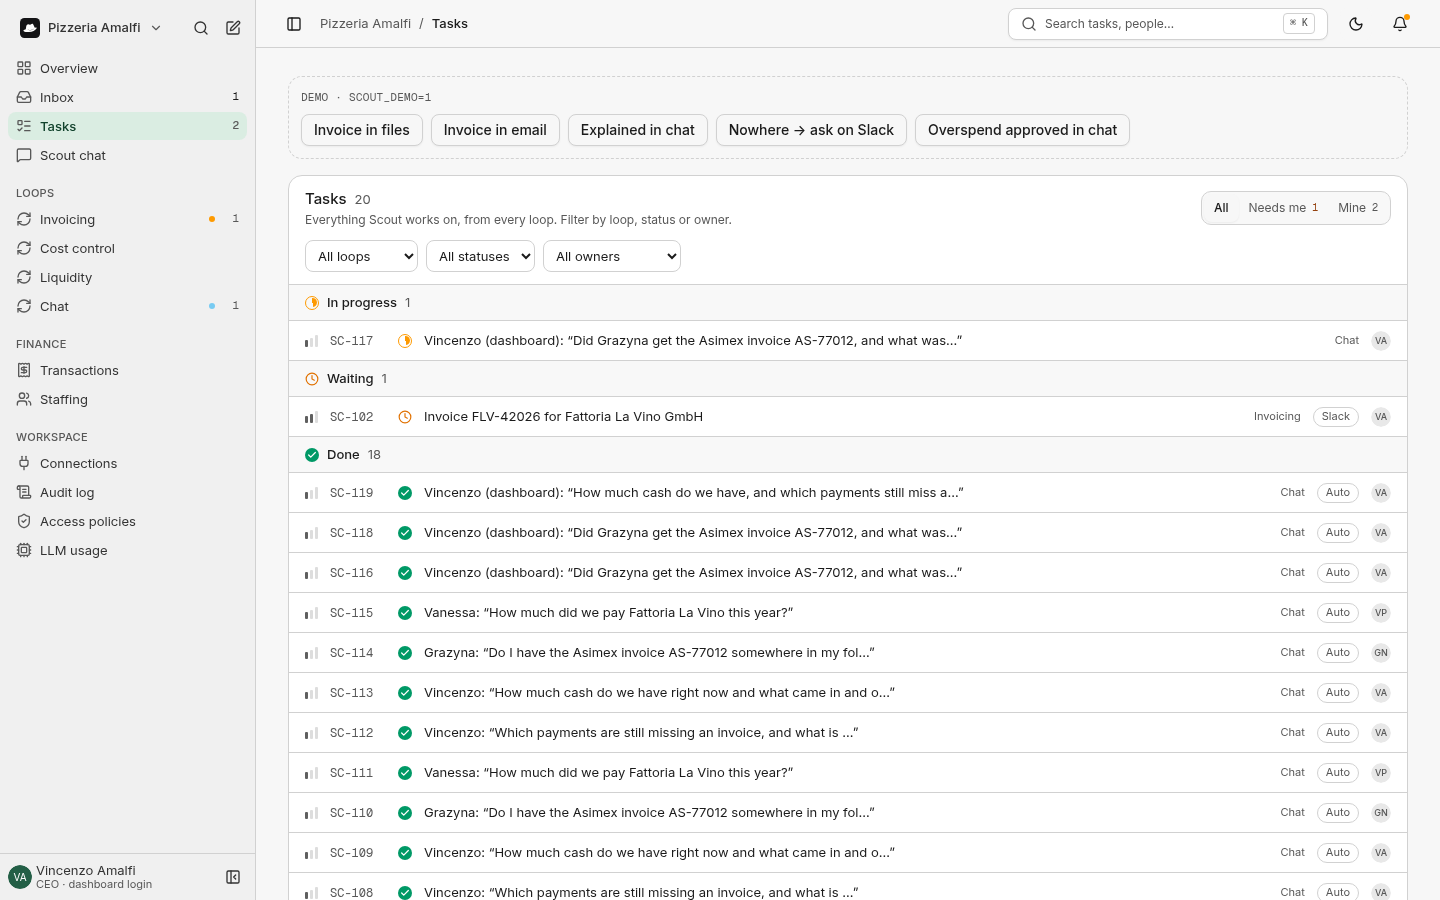 Pizzeria Amalfi
Overview
Inbox 1
Tasks 2
Scout chat
LOOPS
Invoicing 1
Cost control
Liquidity
Chat 1
FINANCE
Transactions
Staffing
WORKSPACE
Connections
Audit log
Access policies
LLM usage
VA Vincenzo Amalfi
CEO · dashboard login
Pizzeria Amalfi / Tasks
Search tasks, people... ⌘ K
DEMO · SCOUT_DEMO=1
Invoice in files Invoice in email Explained in chat Nowhere → ask on Slack Overspend approved in chat
Tasks 20
Everything Scout works on, from every loop. Filter by loop, status or owner.
All Needs me 1 Mine 2
All loops All statuses All owners
In progress 1
SC-117 Vincenzo (dashboard): “Did Grazyna get the Asimex invoice AS-77012, and what was...” Chat VA
Waiting 1
SC-102 Invoice FLV-42026 for Fattoria La Vino GmbH Invoicing Slack VA
Done 18
SC-119 Vincenzo (dashboard): “How much cash do we have, and which payments still miss a...” Chat Auto VA
SC-118 Vincenzo (dashboard): “Did Grazyna get the Asimex invoice AS-77012, and what was...” Chat Auto VA
SC-116 Vincenzo (dashboard): “Did Grazyna get the Asimex invoice AS-77012, and what was...” Chat Auto VA
SC-115 Vanessa: “How much did we pay Fattoria La Vino this year?” Chat Auto VP
SC-114 Grazyna: “Do I have the Asimex invoice AS-77012 somewhere in my fol...” Chat Auto GN
SC-113 Vincenzo: “How much cash do we have right now and what came in and o...” Chat Auto VA
SC-112 Vincenzo: “Which payments are still missing an invoice, and what is ...” Chat Auto VA
SC-111 Vanessa: “How much did we pay Fattoria La Vino this year?” Chat Auto VP
SC-110 Grazyna: “Do I have the Asimex invoice AS-77012 somewhere in my fol...” Chat Auto GN
SC-109 Vincenzo: “How much cash do we have right now and what came in and o...” Chat Auto VA
SC-108 Vincenzo: “Which payments are still missing an invoice, and what is ...” Chat Auto VA